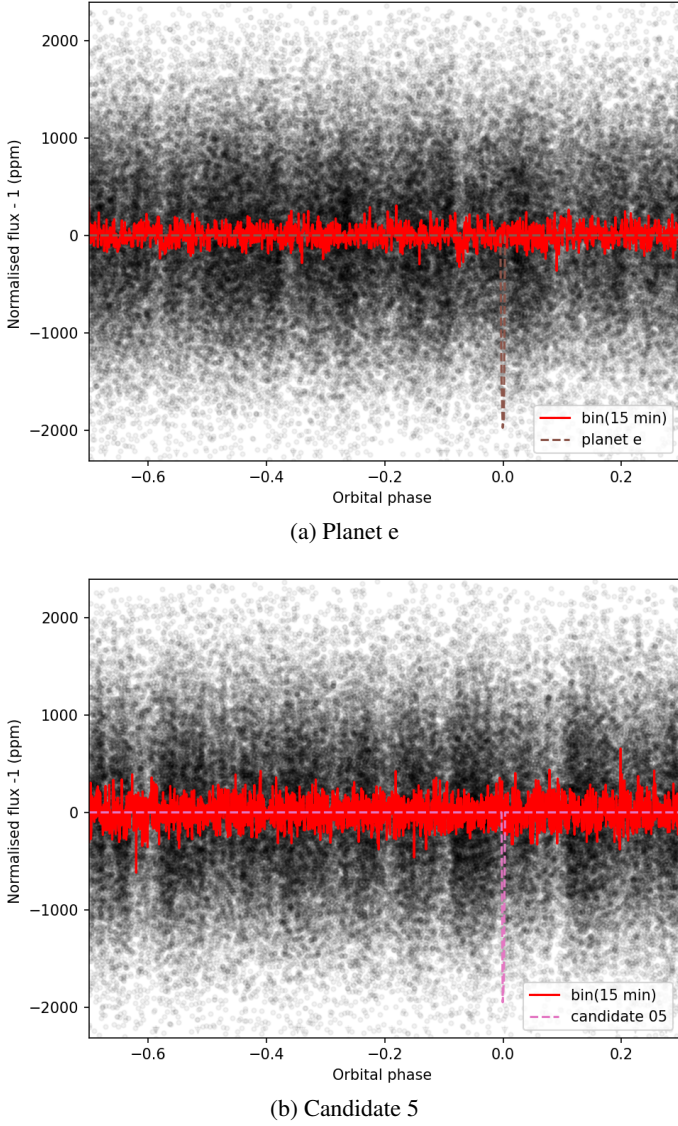 2000
1000
0
−1000
−2000
Normalised flux - 1 (ppm)
bin(15 min)
planet e
−0.6
−0.4
−0.2
0.0
0.2
Orbital phase
(a) Planet e
2000
1000
0
−1000
−2000
Normalised flux -1 (ppm)
bin(15 min)
candidate 05
−0.6
−0.4
−0.2
0.0
0.2
Orbital phase
(b) Candidate 5